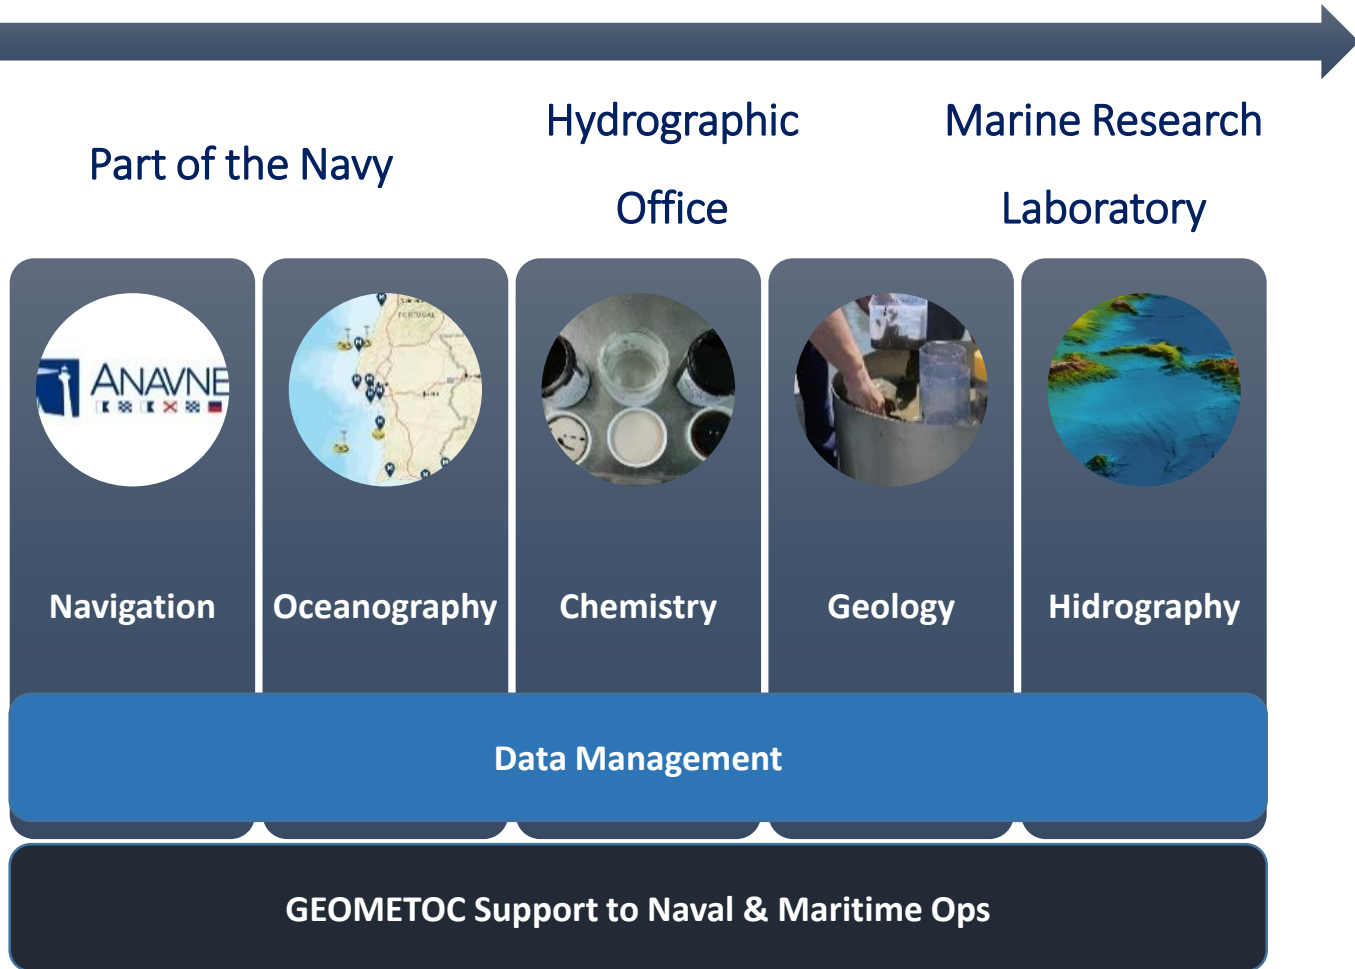 Part of the Navy
Hydrographic
Office
Marine Research
Laboratory
ANAVNE
PORTUGAL
Navigation
Oceanography
Chemistry
Geology
Hidrography
Data Management
GEOMETOC Support to Naval & Maritime Ops